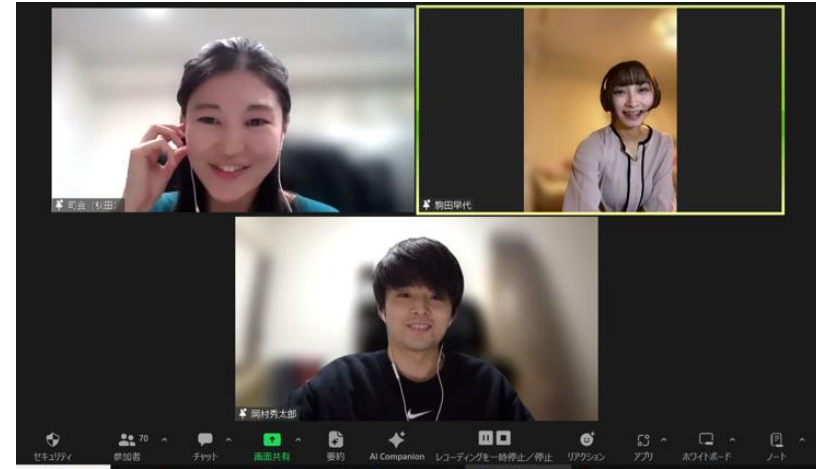 司会（秋田）
駒田早代
岡村秀太郎
70
セキュリティ
参加者
チャット
画面共有
要約
AI Companion
レコーディングを一時停止／停止
リアクション
アプリ
ホワイトボード
ノート